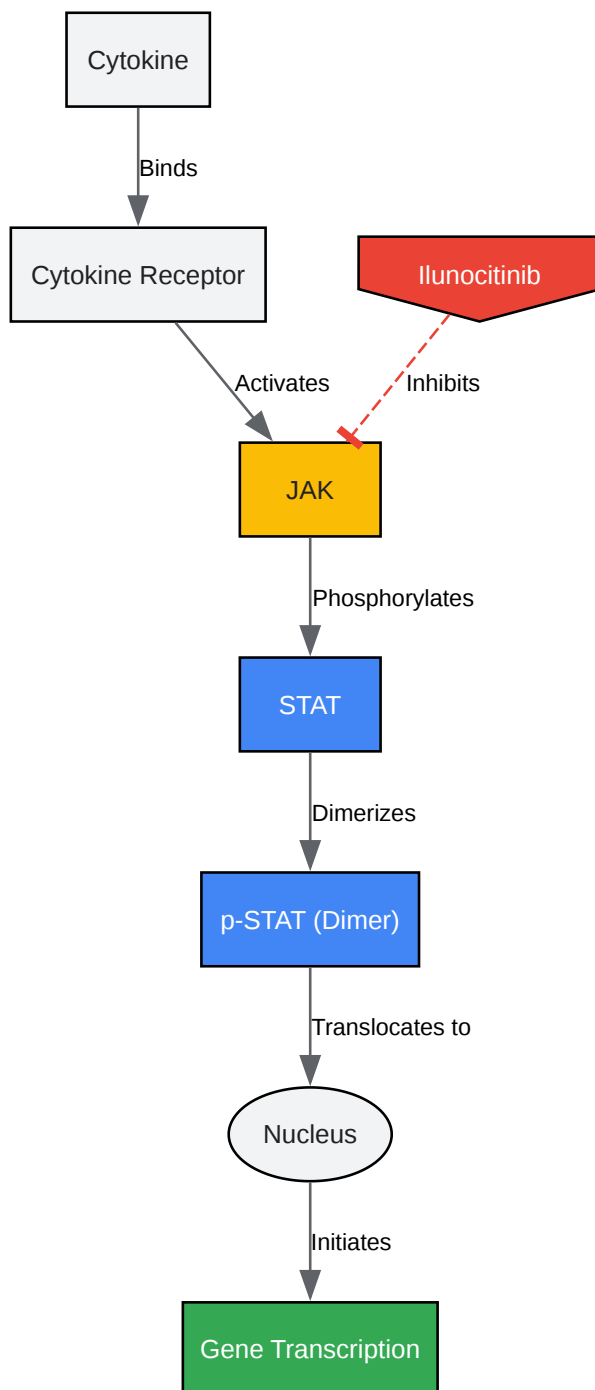 Cytokine
Binds
Cytokine Receptor
Ilunocitinib
Activates
Inhibits
JAK
Phosphorylates
STAT
Dimerizes
p-STAT (Dimer)
Translocates to
Nucleus
Initiates
Gene Transcription